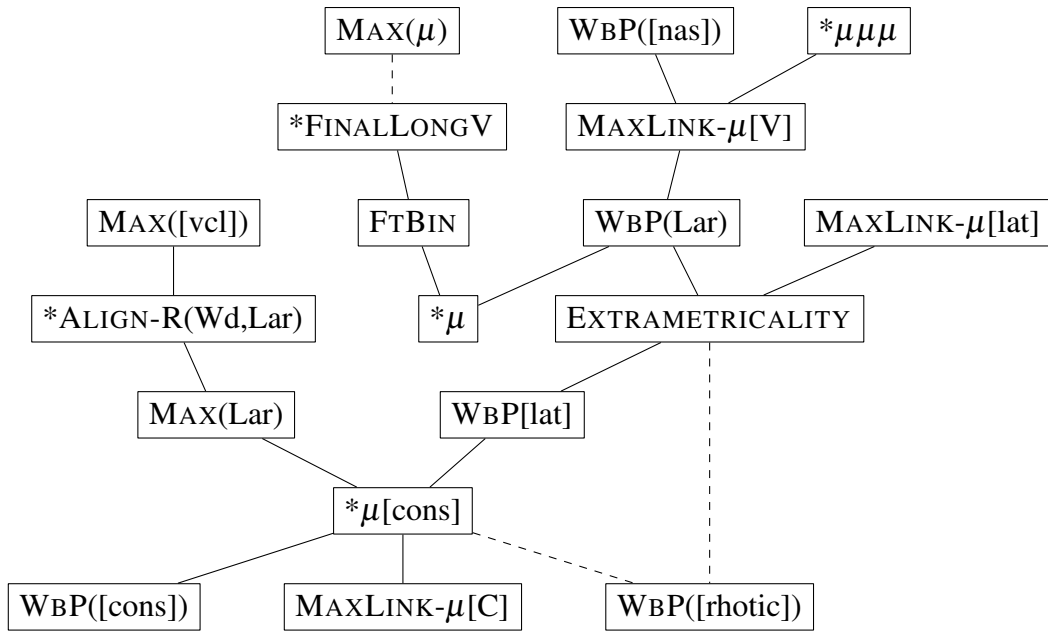 MAX(μ) WBP([nas]) *μμμ
*FINALLONGV MAXLINK-μ[V]
MAX([vcl]) FTBIN WBP(Lar) MAXLINK-μ[lat]
*ALIGN-R(Wd,Lar) *μ EXTRAMETRICALITY
MAX(Lar) WBP[lat]
*μ[cons]
WBP([cons]) MAXLINK-μ[C] WBP([rhotic])